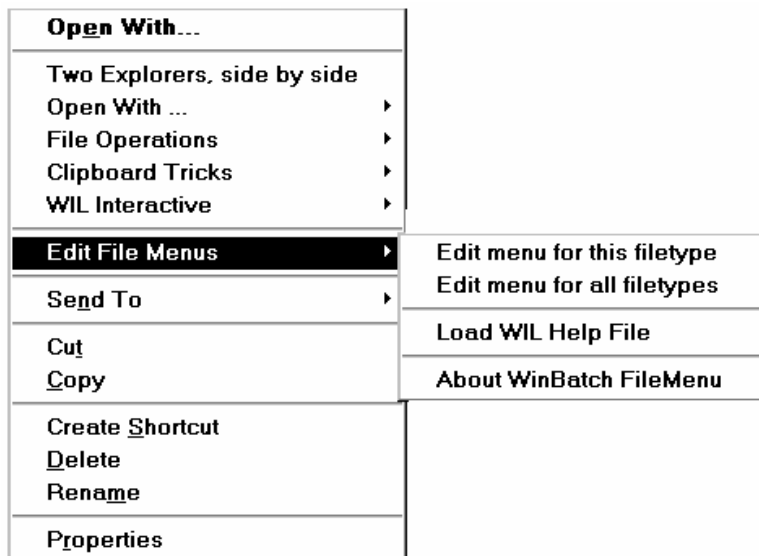 Open With...
Two Explorers, side by side
Open With ...
File Operations
Clipboard Tricks
WIL Interactive
Edit File Menus
Edit menu for this filetype
Edit menu for all filetypes
Load WIL Help File
About WinBatch FileMenu
Send To
Cut
Copy
Create Shortcut
Delete
Rename
Properties